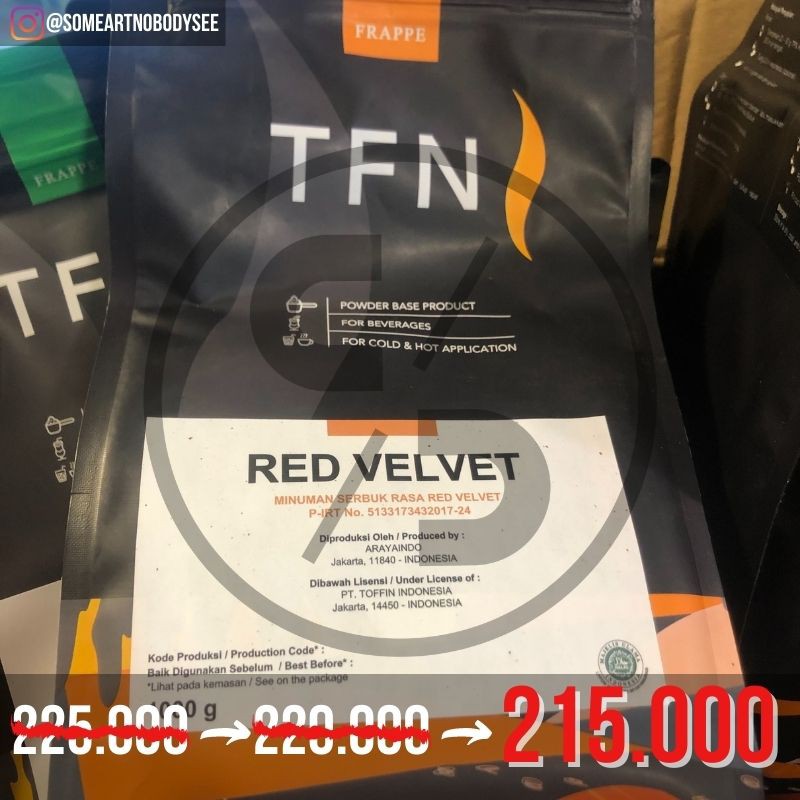 @SOMEARTNOBODYSEE
FRAPPE
TFN
FRAPPE
TF
POWDER BASE PRODUCT
FOR BEVERAGES
FOR COLD & HOT APPLICATION
RED VELVET
MINUMAN SERBUK RASA RED VELVET
P-IRT No. 5133173432017-24
Diproduksi Oleh / Produced by :
ARAYAINDO
Jakarta, 11840 - INDONESIA
Dibawah Lisensi / Under License of :
PT. TOFFIN INDONESIA
Jakarta, 14450 - INDONESIA
Kode Produksi / Production Code* :
Baik Digunakan Sebelum / Best Before* :
*Lihat pada kemasan / See on the package
1000 g
225.000 → 220.000 → 215.000